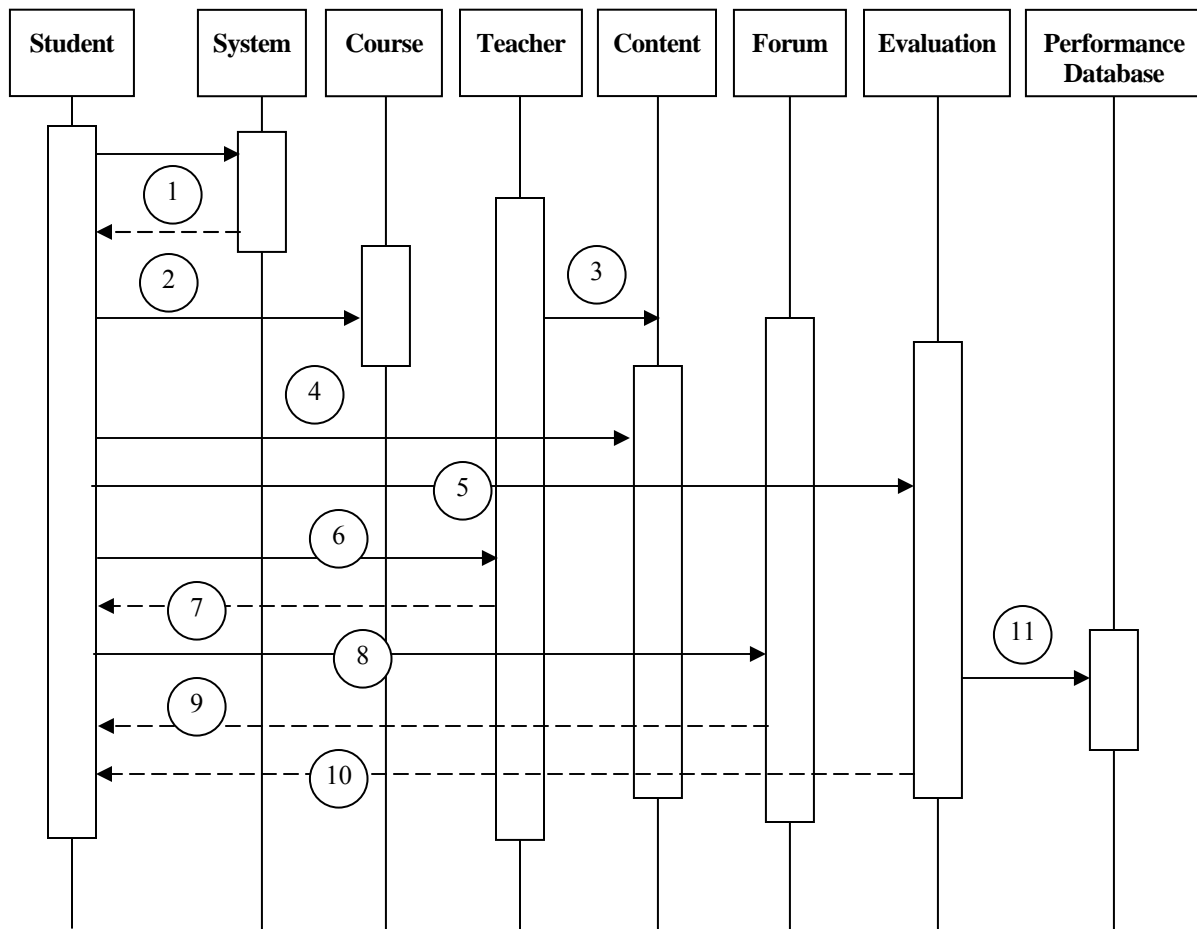 Student
System
Course
Teacher
Content
Forum
Evaluation
Performance
Database
1
2
3
4
5
6
7
8
11
9
10